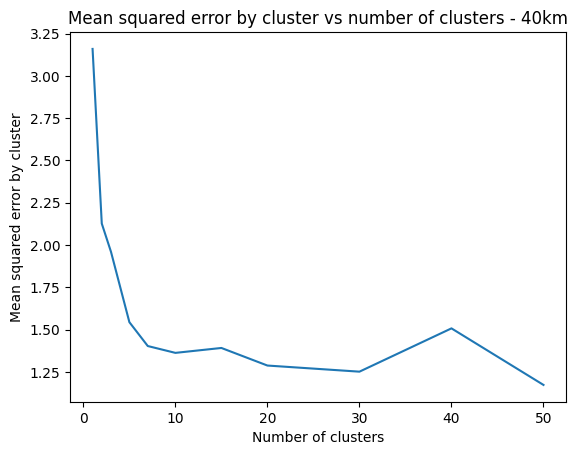 Mean squared error by cluster vs number of clusters - 40km
Mean squared error by cluster
3.25
3.00
2.75
2.50
2.25
2.00
1.75
1.50
1.25
0 10 20 30 40 50
Number of clusters